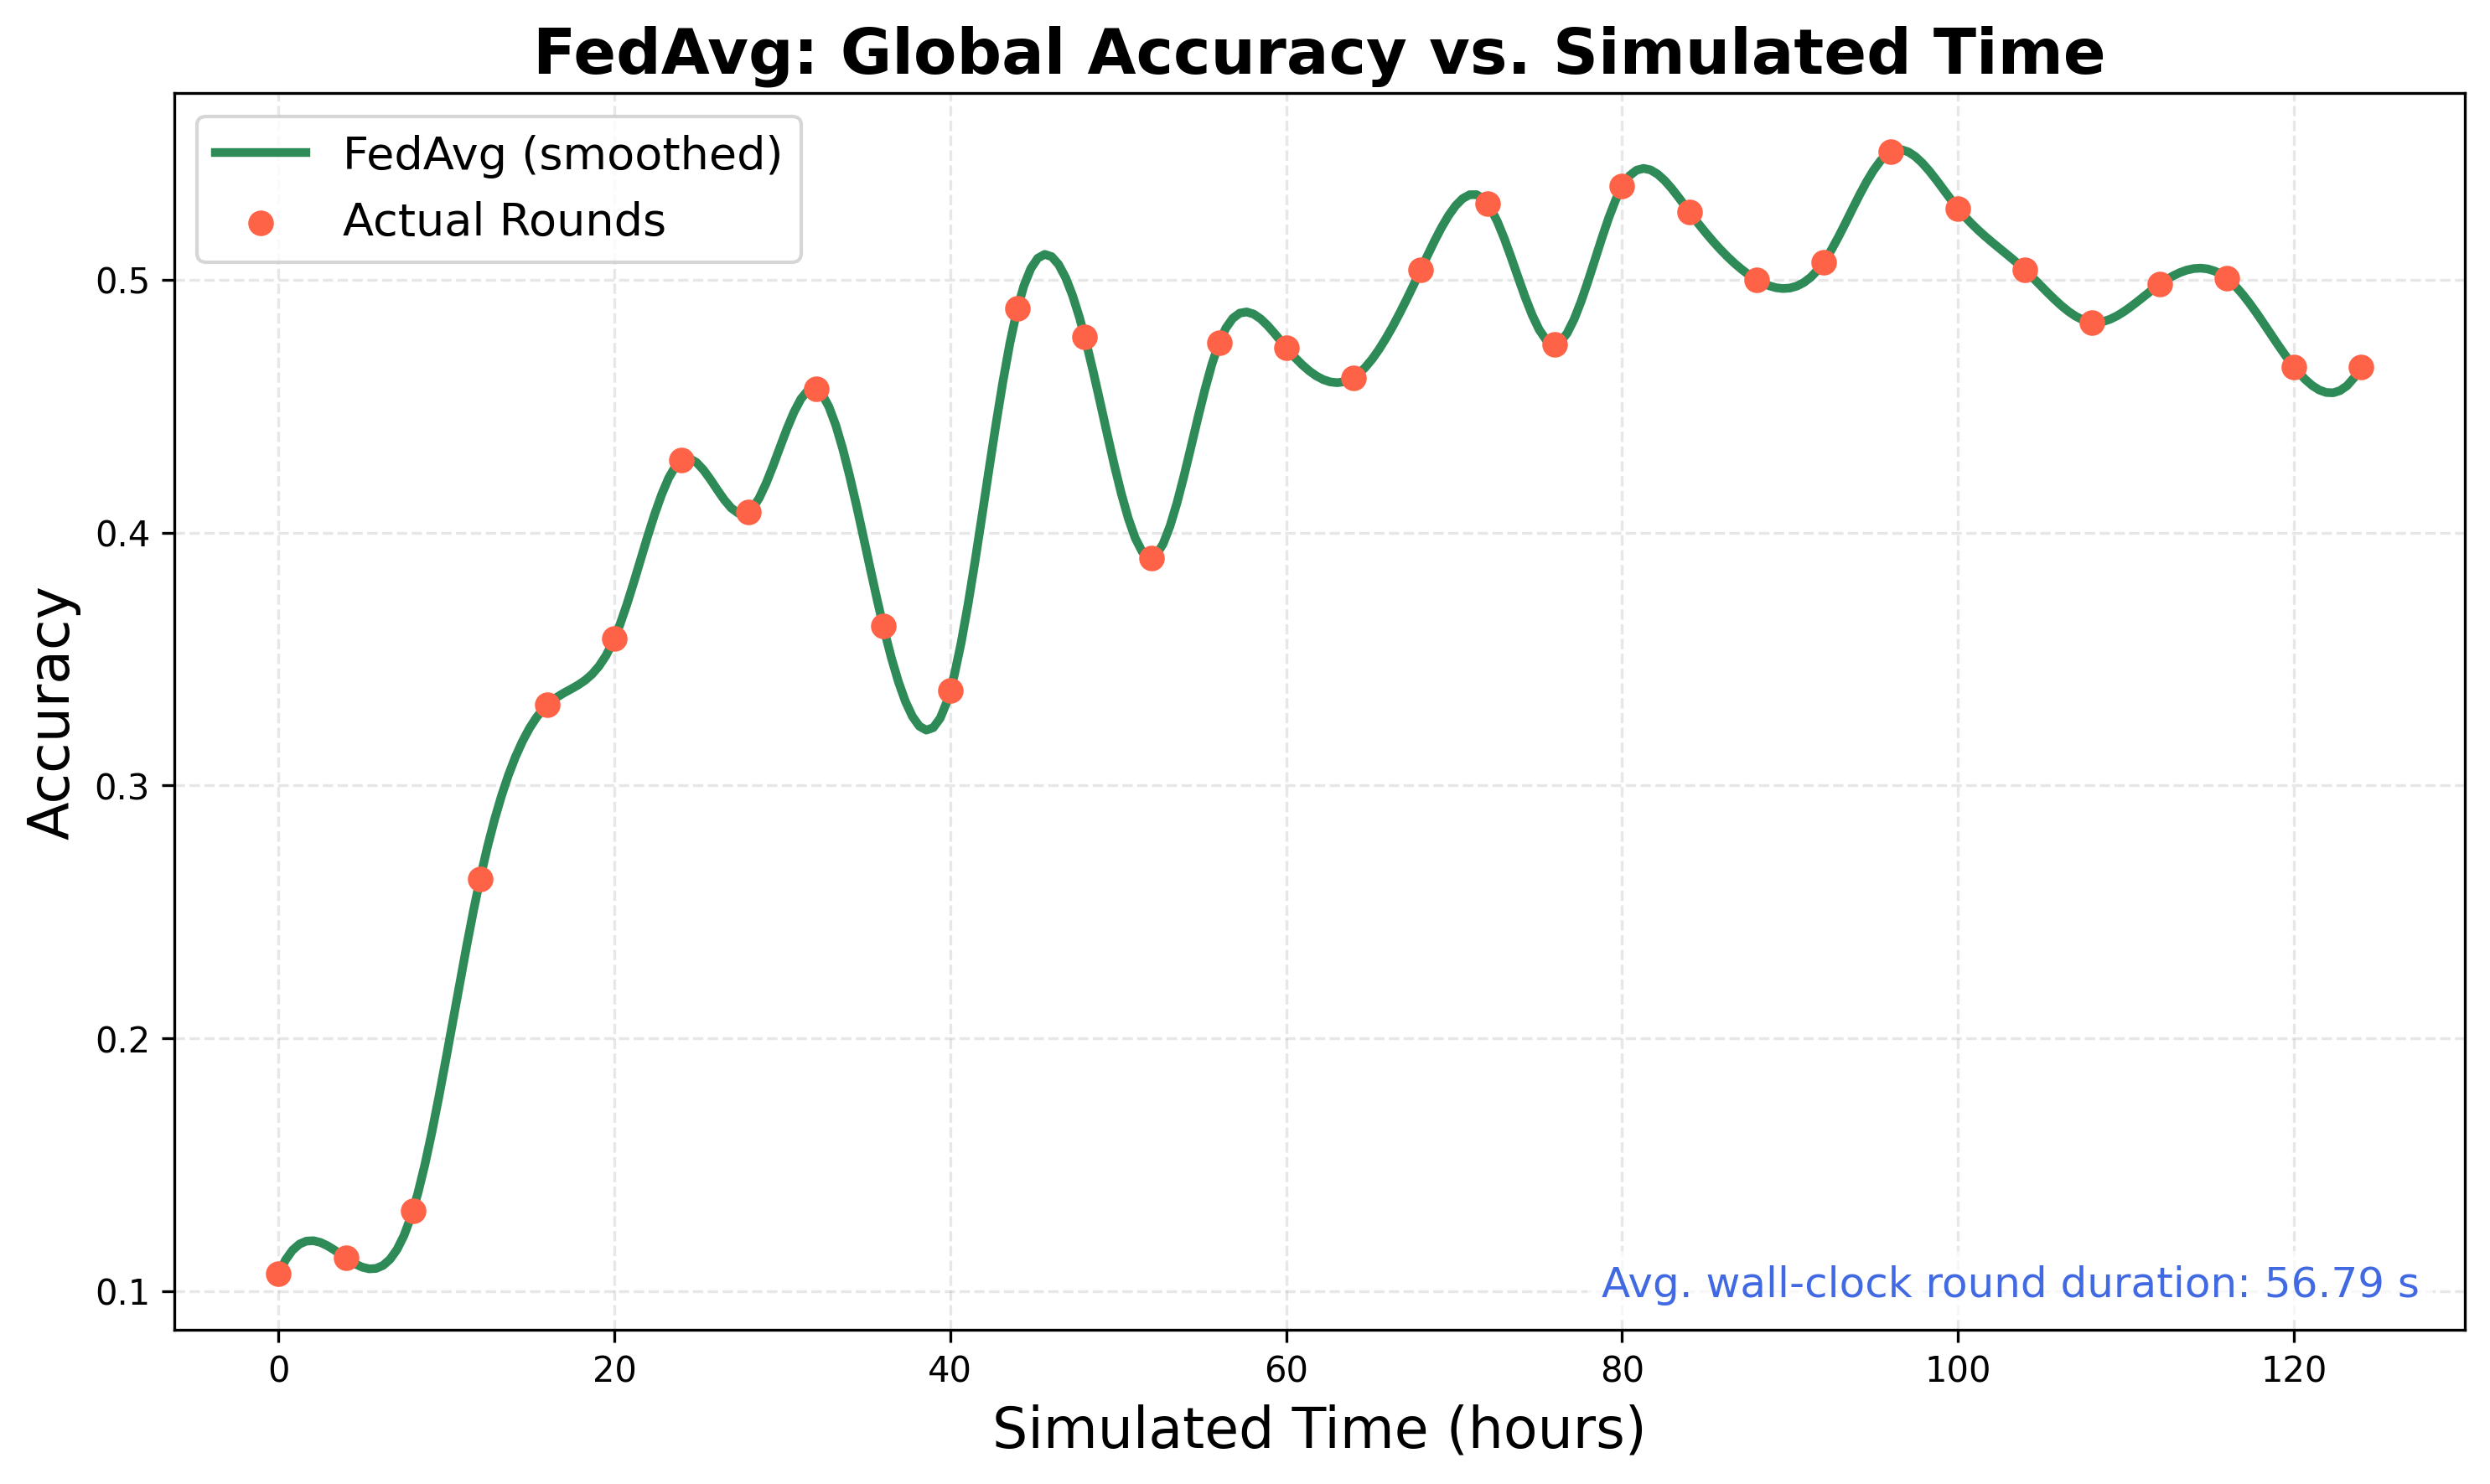 FedAvg: Global Accuracy vs. Simulated Time
FedAvg (smoothed)
Actual Rounds
Accuracy
0.5
0.4
0.3
0.2
0.1
Avg. wall-clock round duration: 56.79 s
0 20 40 60 80 100 120
Simulated Time (hours)